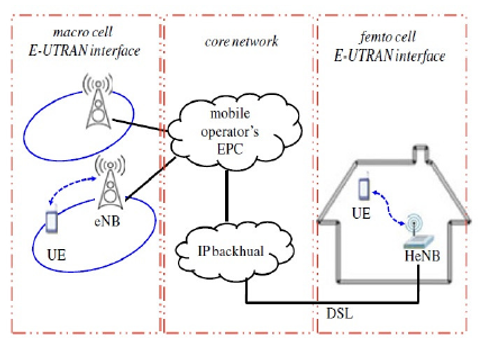 macro cell
E-UTRAN interface
core network
femto cell
E-UTRAN interface
mobile
operator's
EPC
eNB
UE
IP backhual
UE
HeNB
DSL